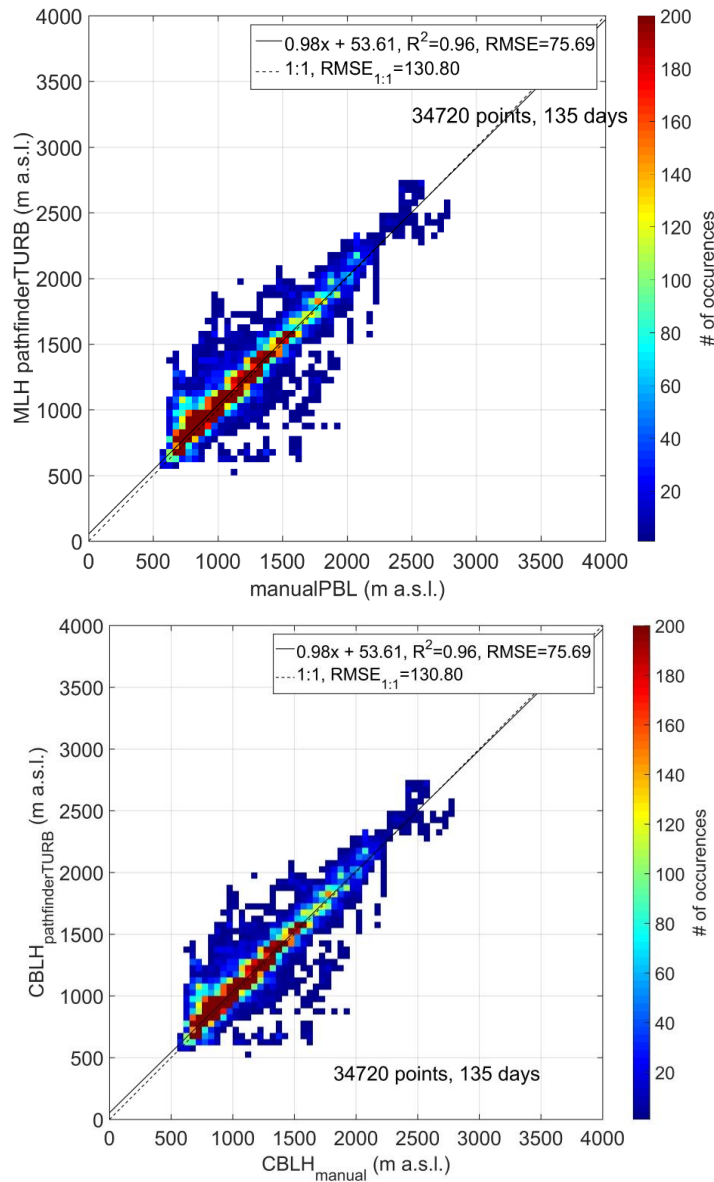 0.98x + 53.61, R²=0.96, RMSE=75.69
1:1, RMSE1:1=130.80
34720 points, 135 days
4000
3500
3000
2500
2000
1500
1000
500
0
MLH pathfinderTURB (m a.s.l.)
0 500 1000 1500 2000 2500 3000 3500 4000
manualPBL (m a.s.l.)
200
180
160
140
120
100
80
60
40
20
# of occurences
0.98x + 53.61, R²=0.96, RMSE=75.69
1:1, RMSE1:1=130.80
34720 points, 135 days
4000
3500
3000
2500
2000
1500
1000
500
0
CBLHpathfinderTURB (m a.s.l.)
0 500 1000 1500 2000 2500 3000 3500 4000
CBLHmanual (m a.s.l.)
200
180
160
140
120
100
80
60
40
20
# of occurences